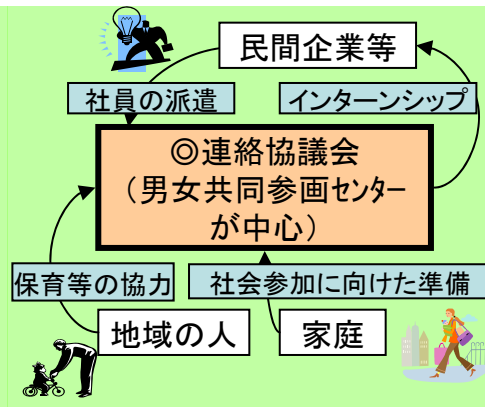 民間企業等
社員の派遣
インターンシップ
◎連絡協議会
（男女共同参画ｾﾝﾀｰ
が中心）
保育等の協力
社会参加に向けた準備
地域の人
家庭